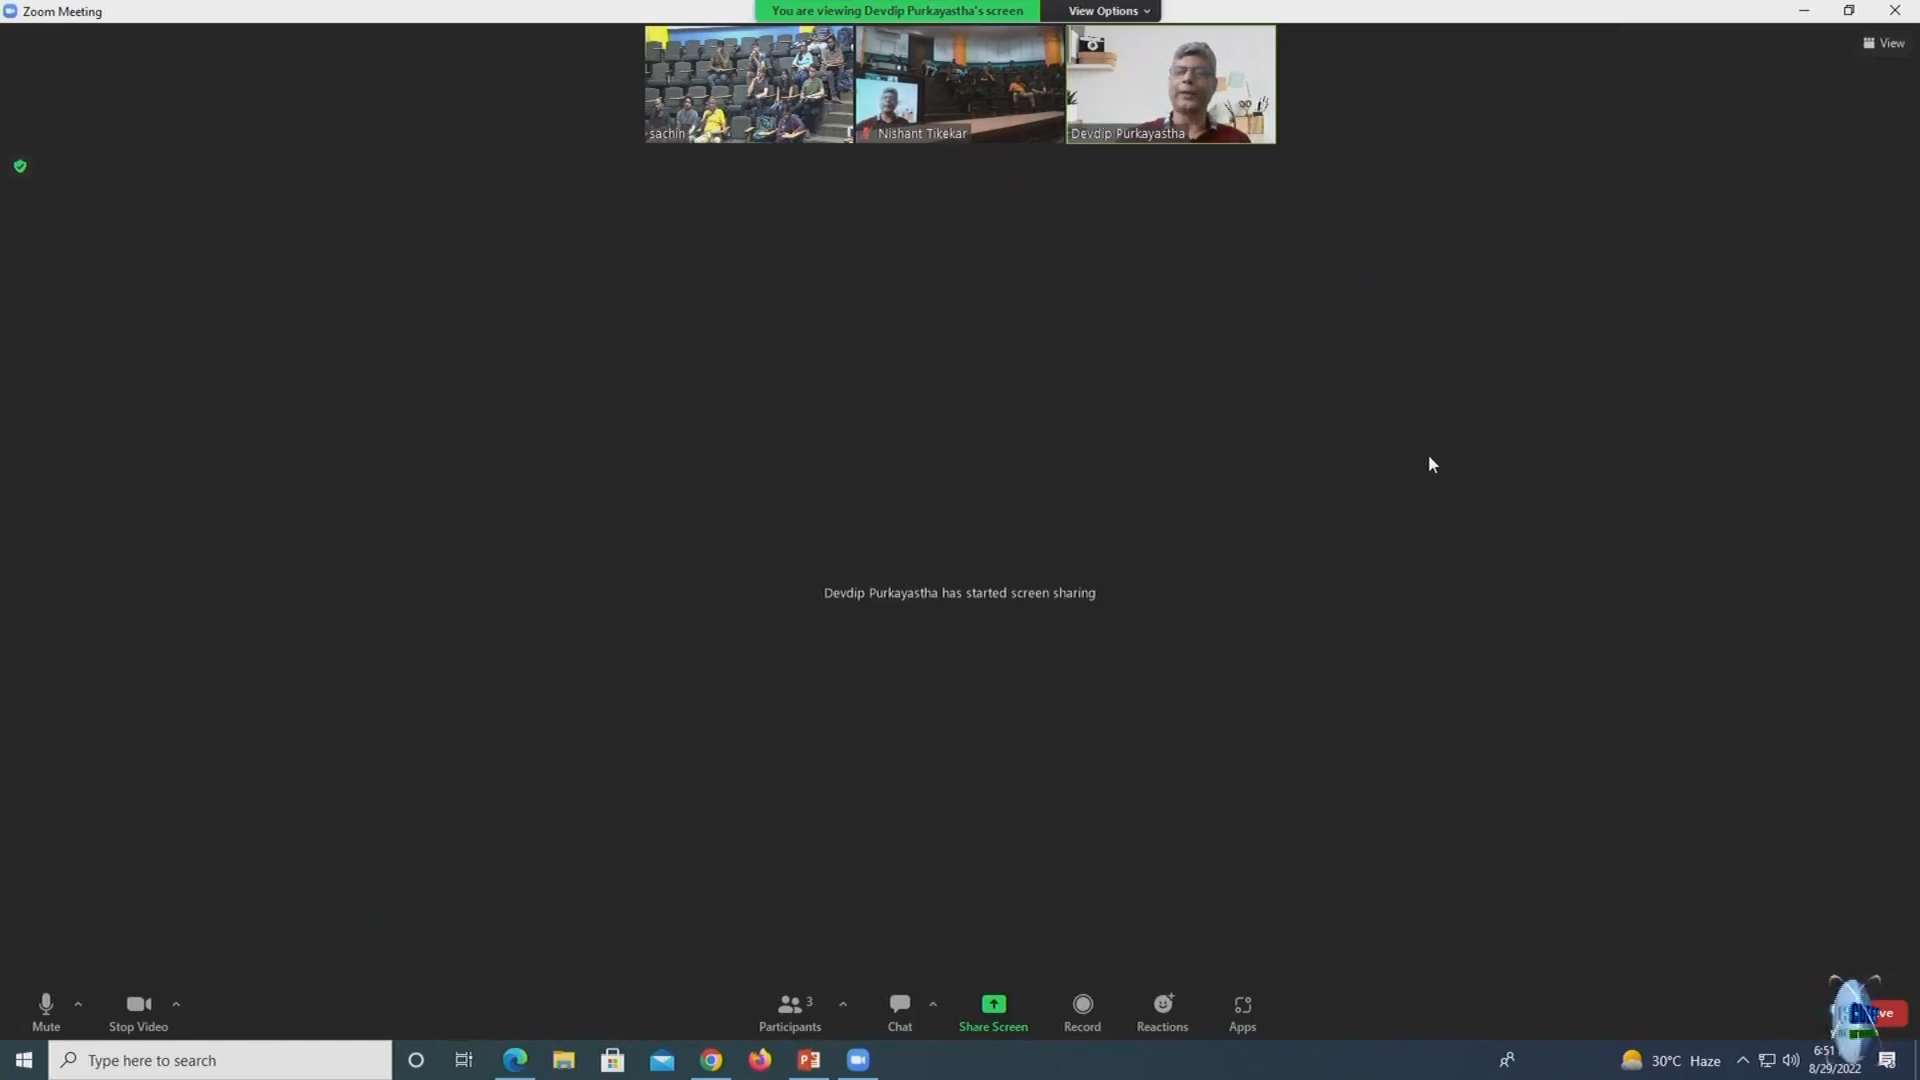 Zoom Meeting
You are viewing Devdip Purkayastha's screen
View Options
View
sachin
Nishant Tikekar
Devdip Purkayastha
Devdip Purkayastha has started screen sharing
Mute
Stop Video
3
Participants
Chat
Share Screen
Record
Reactions
Apps
Type here to search
30°C Haze
6:51
8/29/2022